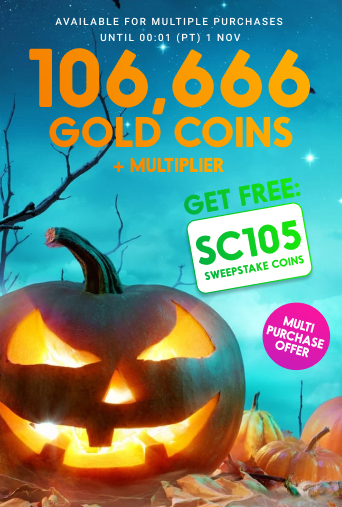 AVAILABLE FOR MULTIPLE PURCHASES
UNTIL 00:01 (PT) 1 NOV
106,666
GOLD COINS
+ MULTIPLIER
GET FREE:
SC105
SWEEPSTAKE COINS
MULTI
PURCHASE
OFFER